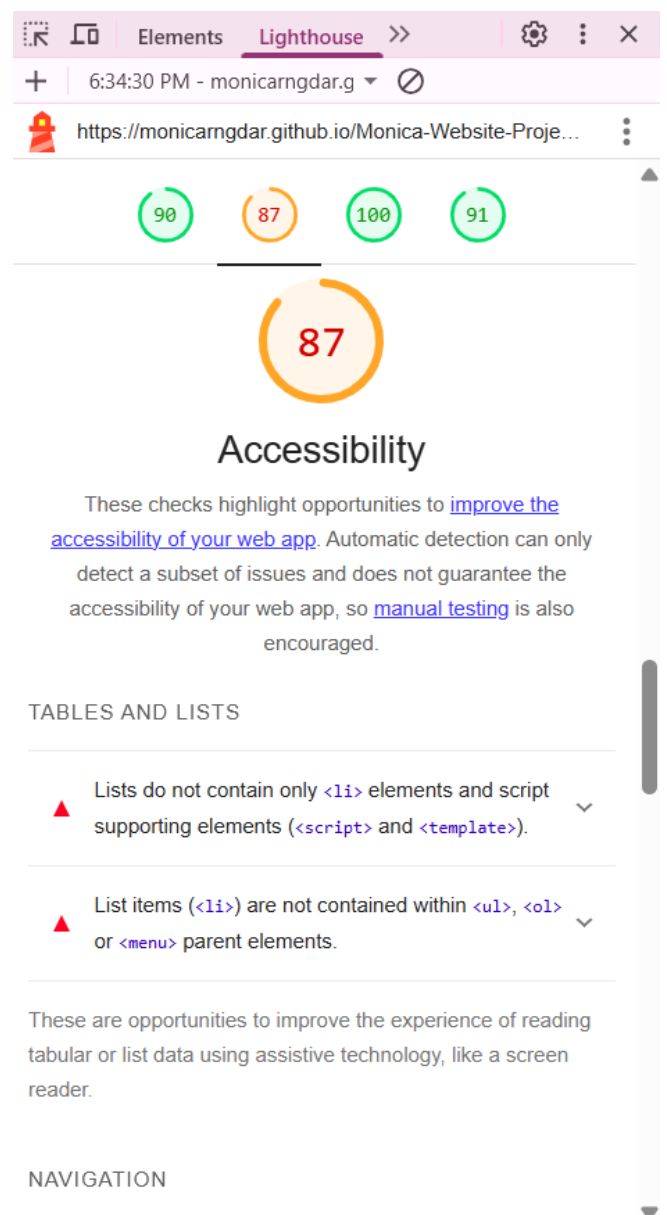 Elements Lighthouse
6:34:30 PM - monicarngdar.g
https://monicarngdar.github.io/Monica-Website-Proje...
90 87 100 91
87
Accessibility
These checks highlight opportunities to improve the
accessibility of your web app. Automatic detection can only
detect a subset of issues and does not guarantee the
accessibility of your web app, so manual testing is also
encouraged.
TABLES AND LISTS
Lists do not contain only <li> elements and script
supporting elements (<script> and <template>).
List items (<li>) are not contained within <ul>, <ol>
or <menu> parent elements.
These are opportunities to improve the experience of reading
tabular or list data using assistive technology, like a screen
reader.
NAVIGATION